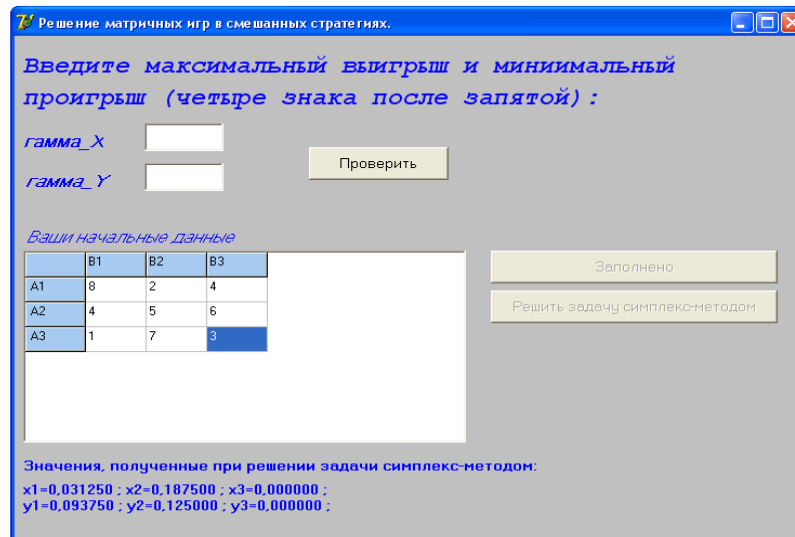 Решение матричных игр в смешанных стратегиях.
Введите максимальный выигрыш и миниимальный
проигрыш (четыре знака после запятой):
гамма_X
Проверить
гамма_Y
Ваши начальные данные
B1 B2 B3
A1 8 2 4
A2 4 5 6
A3 1 7 3
Заполнено
Решить задачу симплекс-методом
Значения, полученные при решении задачи симплекс-методом:
x1=0,031250 ; x2=0,187500 ; x3=0,000000 ;
y1=0,093750 ; y2=0,125000 ; y3=0,000000 ;